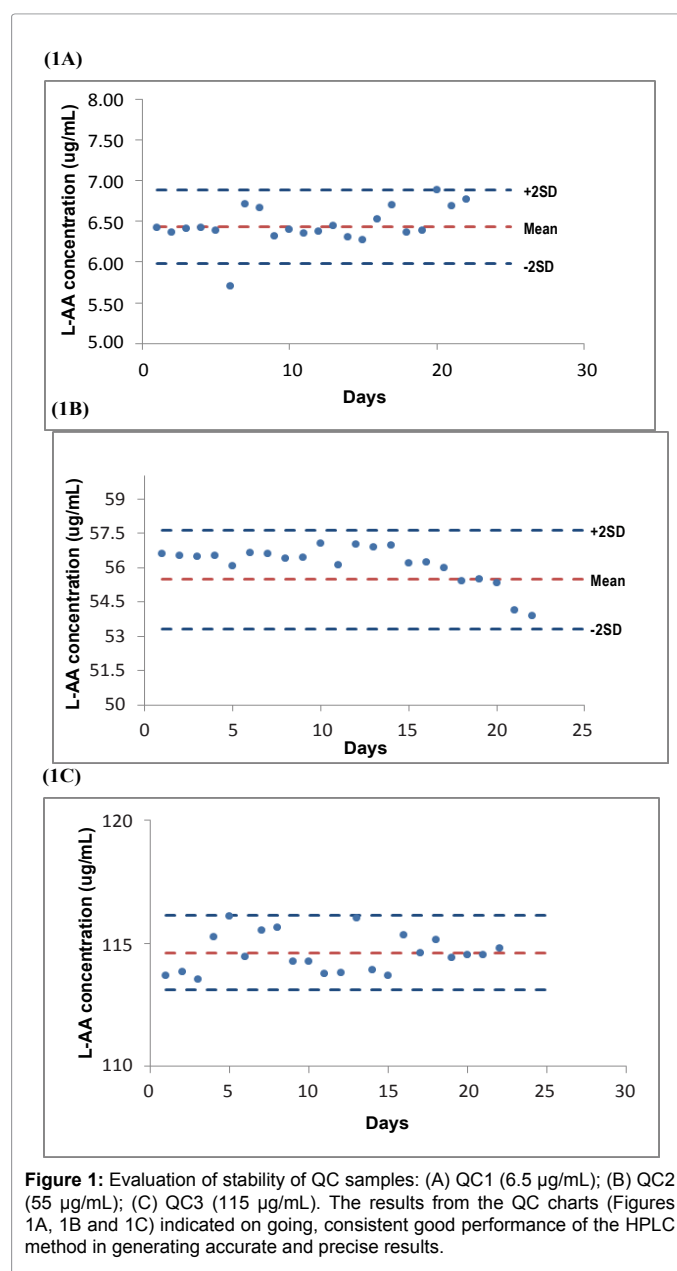 (1A)
8.00
7.50
7.00
6.50
6.00
5.50
5.00
L-AA concentration (ug/mL)
+2SD
Mean
-2SD
0 10 20 30
Days
(1B)
59
57.5
56
54.5
53
51.5
50
L-AA concentration (ug/mL)
+2SD
Mean
-2SD
0 5 10 15 20 25
Days
(1C)
120
115
110
L-AA concentration (ug/mL)
0 5 10 15 20 25 30
Days
Figure 1: Evaluation of stability of QC samples: (A) QC1 (6.5 µg/mL); (B) QC2
(55 µg/mL); (C) QC3 (115 µg/mL). The results from the QC charts (Figures
1A, 1B and 1C) indicated on going, consistent good performance of the HPLC
method in generating accurate and precise results.